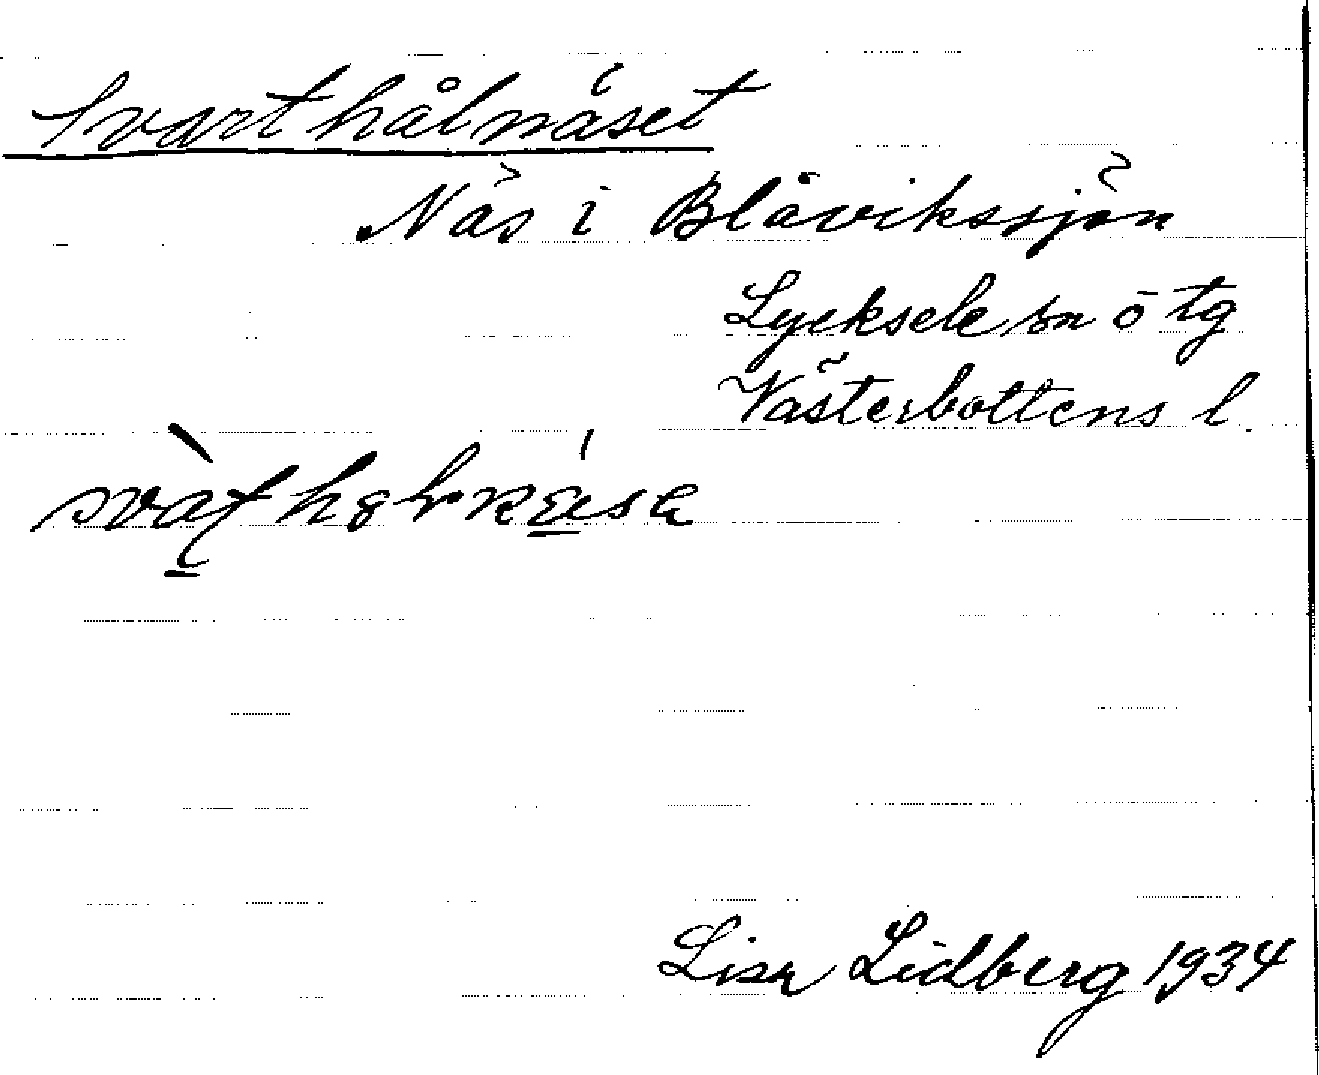 Svarthålnäset
Näs i Blåvikssjön
Lycksele sn ö tg
Västerbottens l.
Lisa Lidberg 1934